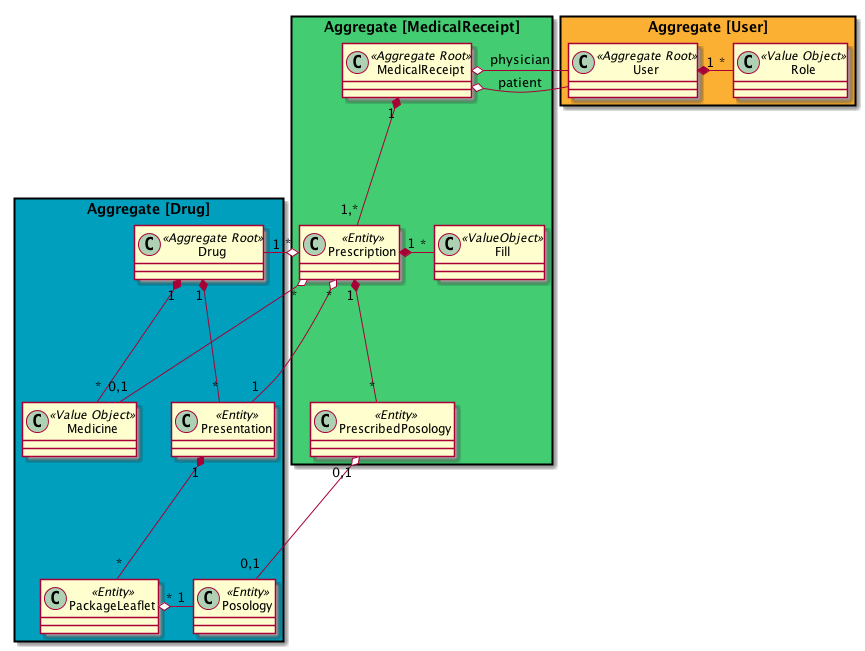 Aggregate [MedicalReceipt]
Aggregate [User]
C «Aggregate Root»
MedicalReceipt
physician
patient
C «Aggregate Root»
User
1 *
C «Value Object»
Role
1
1,*
Aggregate [Drug]
C «Aggregate Root»
Drug
1 *
C «Entity»
Prescription
1 *
C «ValueObject»
Fill
1
1
*
*
1
*
0,1
*
1
*
C «Value Object»
Medicine
C «Entity»
Presentation
C «Entity»
PrescribedPosology
1
0,1
*
0,1
C «Entity»
PackageLeaflet
* 1
C «Entity»
Posology